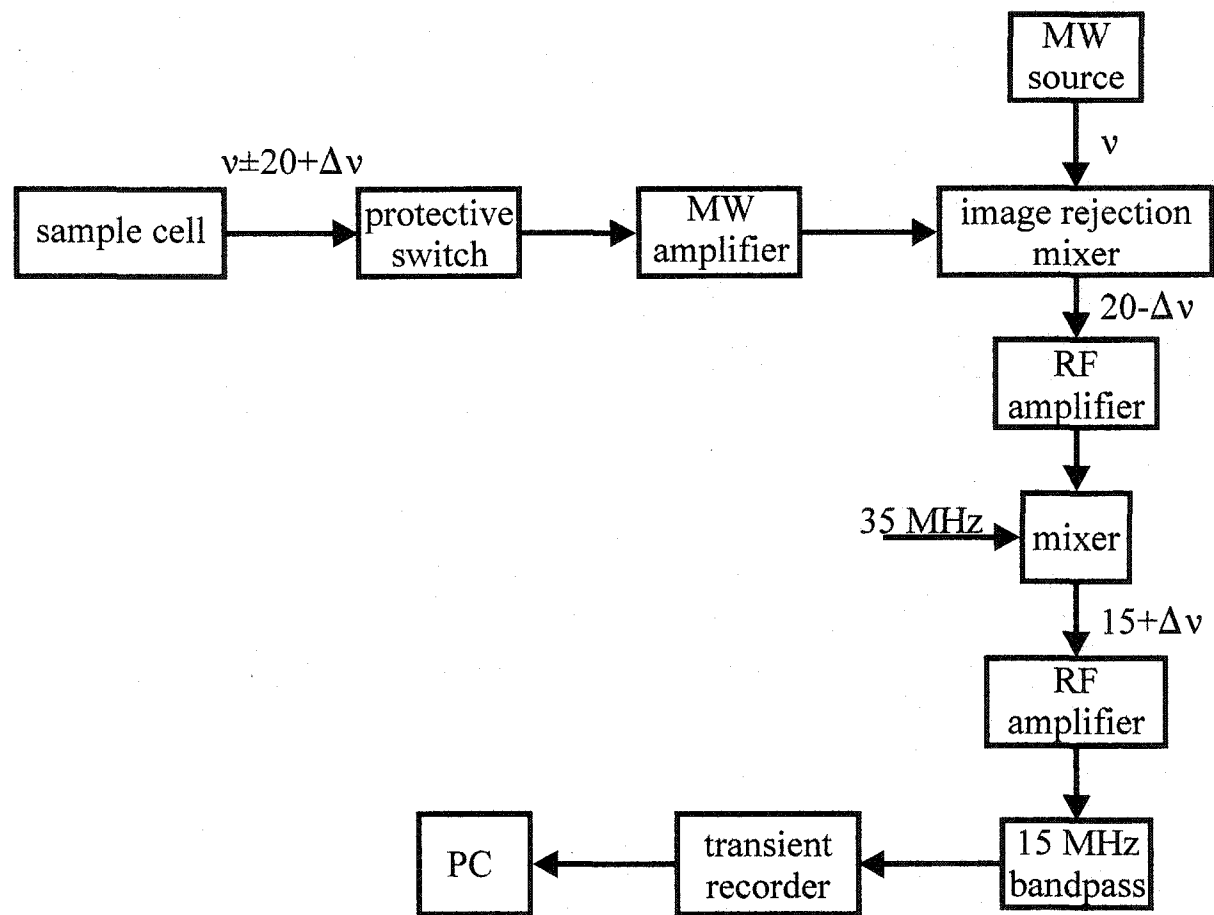 MW
source
ν
ν±20+Δν
sample cell
protective
switch
MW
amplifier
image rejection
mixer
20-Δν
RF
amplifier
35 MHz
mixer
15+Δν
RF
amplifier
15 MHz
bandpass
transient
recorder
PC